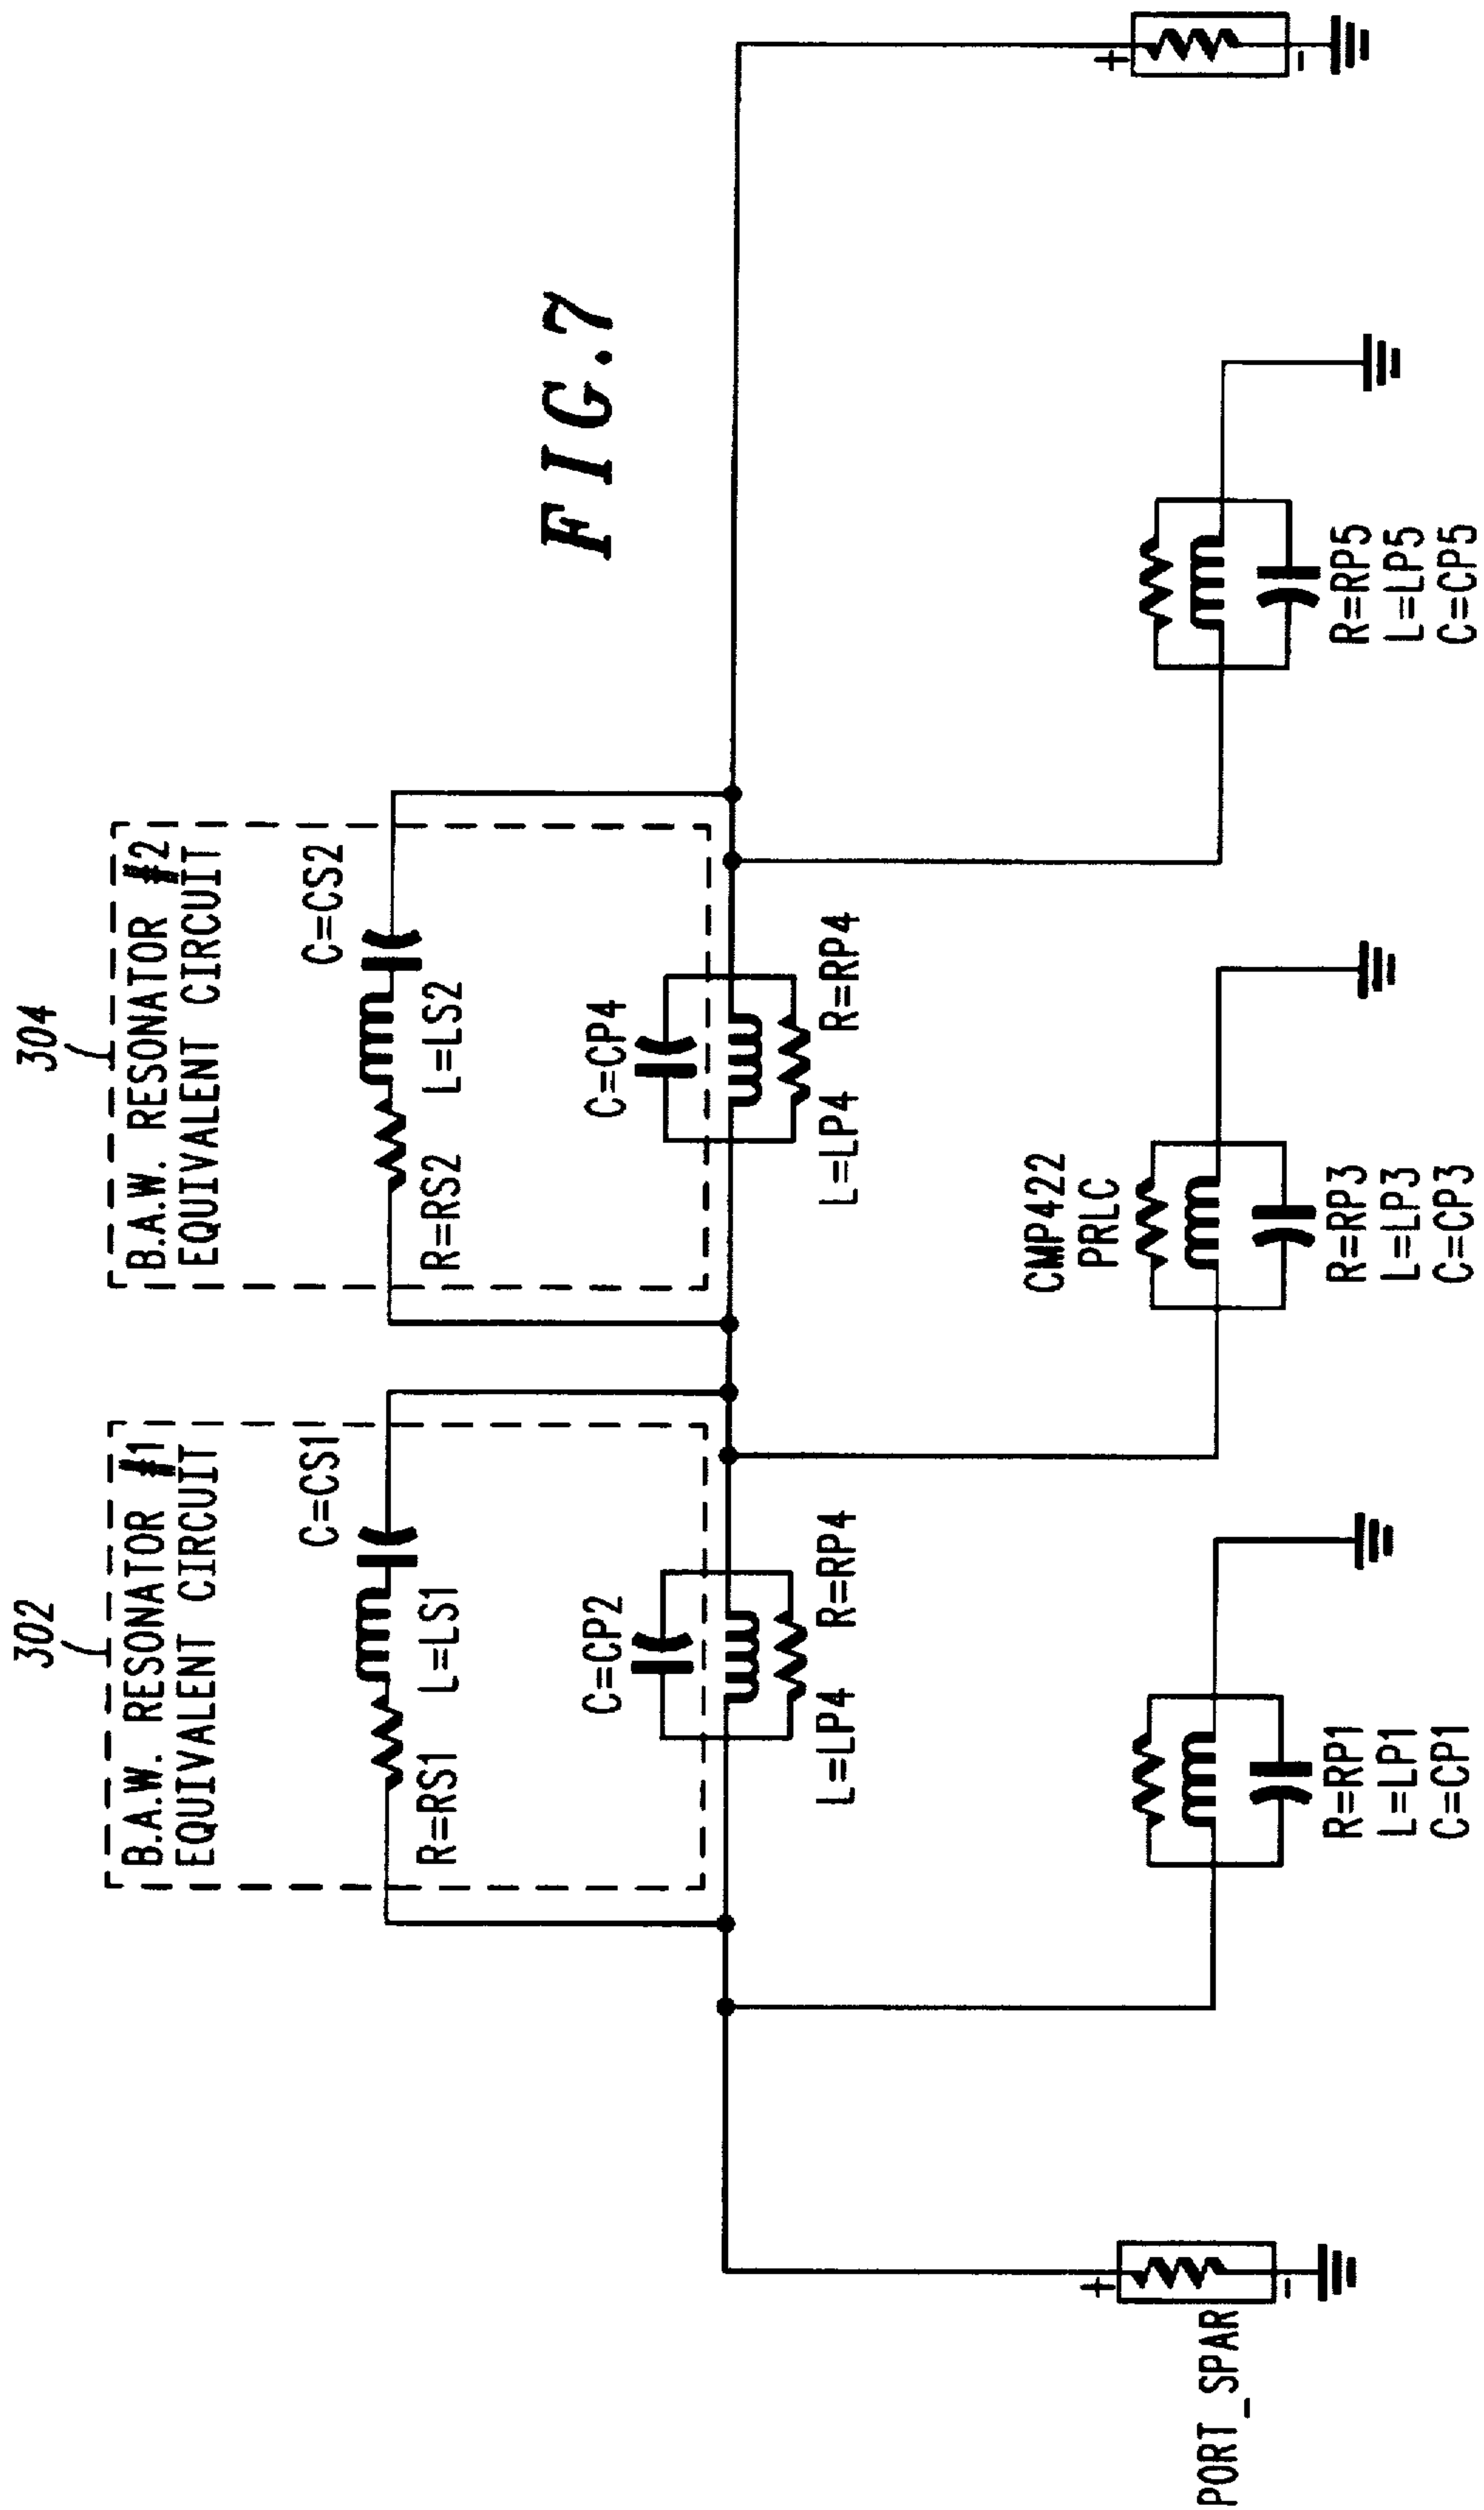 302
B.A.W. RESONATOR #1
EQUIVALENT CIRCUIT
C=CS1
R=RS1
L=LS1
C=CP2
L=LP4
R=RP4
304
B.A.W. RESONATOR #2
EQUIVALENT CIRCUIT
C=CS2
R=RS2
L=LS2
C=CP4
L=LP4
R=RP4
FIG.7
+
-
PORT_SPAR
R=RP1
L=LP1
C=CP1
CMP422
PRLC
R=RP3
L=LP3
C=CP3
R=RP5
L=LP5
C=CP5
+
-